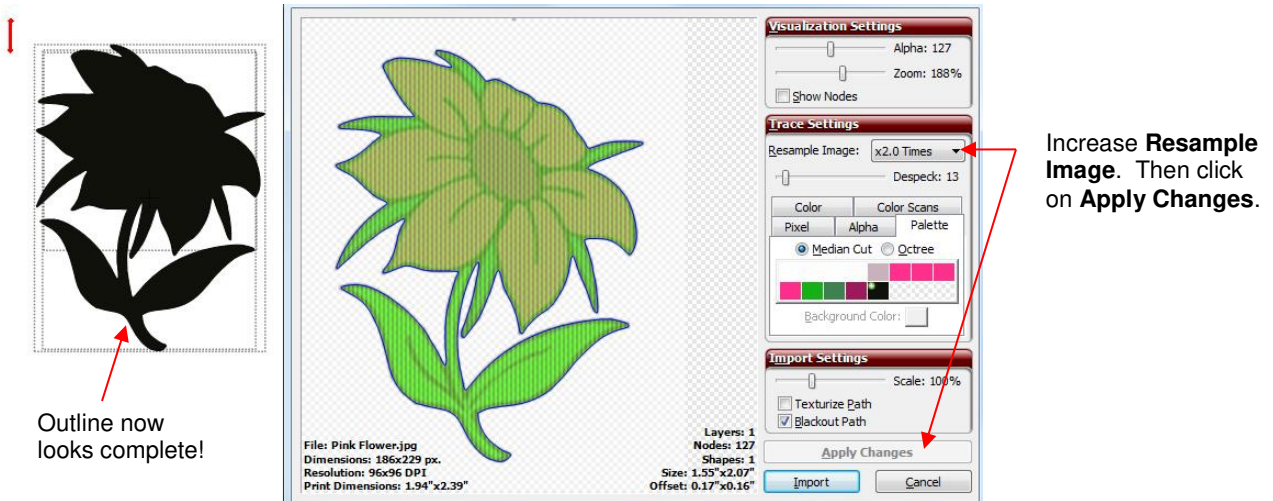 Outline now
looks complete!
File: Pink Flower.jpg
Dimensions: 186x229 px.
Resolution: 96x96 DPI
Print Dimensions: 1.94"x2.39"
Layers: 1
Nodes: 127
Shapes: 1
Size: 1.55"x2.07"
Offset: 0.17"x0.16"
Visualization Settings
Alpha: 127
Zoom: 188%
Show Nodes
Trace Settings
Resample Image: x2.0 Times
Despeck: 13
Color Color Scans
Pixel Alpha Palette
Median Cut Octree
Background Color:
Import Settings
Scale: 100%
Texturize Path
Blackout Path
Apply Changes
Import Cancel
Increase Resample
Image. Then click
on Apply Changes.